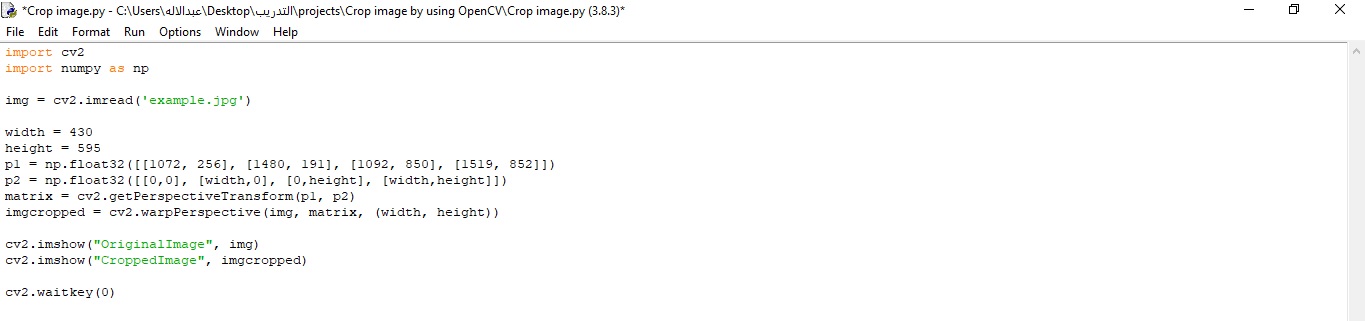 *Crop image.py - C:\Users\عبدالاله\Desktop\التدريب\projects\Crop image by using OpenCV\Crop image.py (3.8.3)*
File Edit Format Run Options Window Help
import cv2
import numpy as np
img = cv2.imread('example.jpg')
width = 430
height = 595
p1 = np.float32([[1072, 256], [1480, 191], [1092, 850], [1519, 852]])
p2 = np.float32([[0,0], [width,0], [0,height], [width,height]])
matrix = cv2.getPerspectiveTransform(p1, p2)
imgcropped = cv2.warpPerspective(img, matrix, (width, height))
cv2.imshow("OriginalImage", img)
cv2.imshow("CroppedImage", imgcropped)
cv2.waitkey(0)